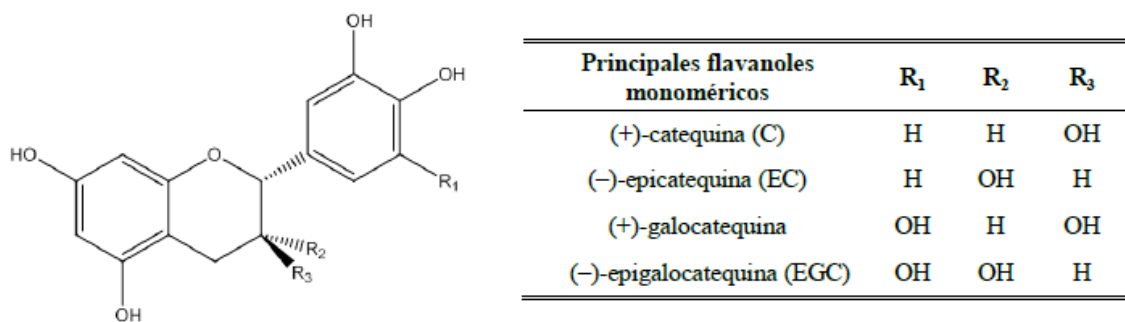 OH
OH
HO
O
R₁
R₂
R₃
OH
Principales flavanoles monoméricos R₁ R₂ R₃
(+)-catequina (C) H H OH
(−)-epicatequina (EC) H OH H
(+)-galocatequina OH H OH
(−)-epigalocatequina (EGC) OH OH H